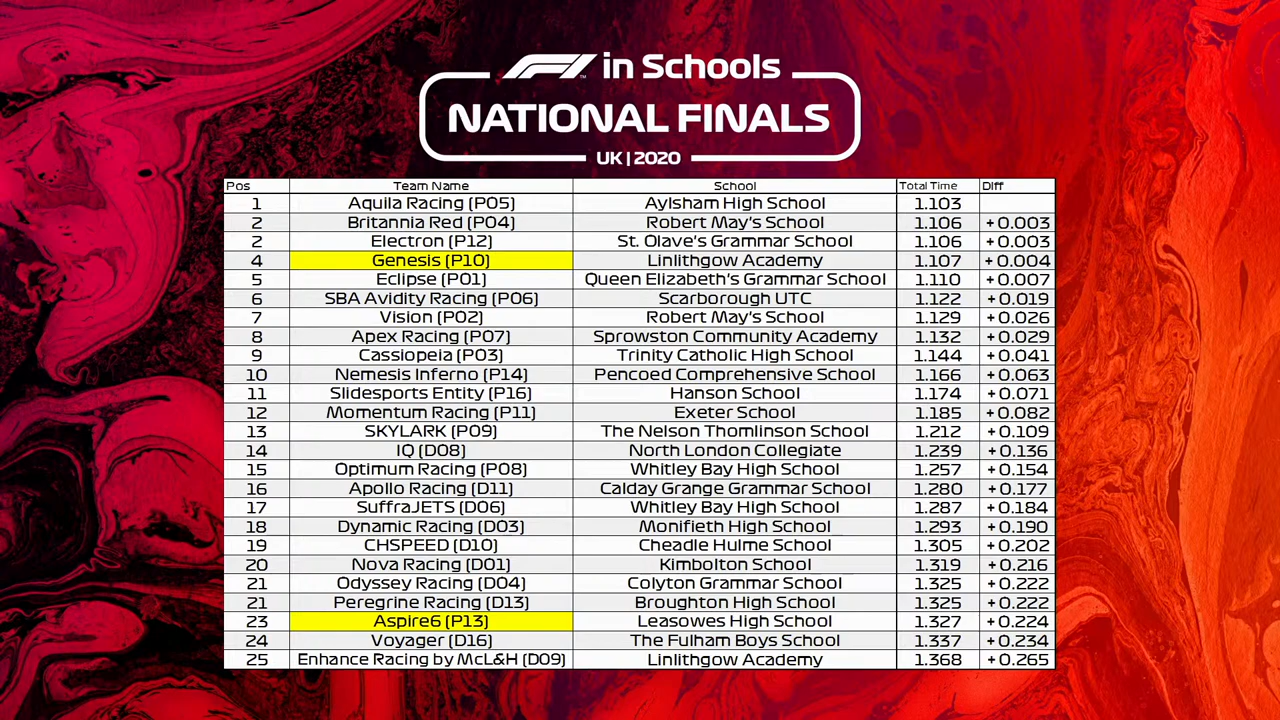 F1 in Schools
NATIONAL FINALS
UK | 2020
Pos Team Name School Total Time Diff
1 Aquila Racing (P05) Aylsham High School 1.103
2 Britannia Red (P04) Robert May's School 1.106 +0.003
2 Electron (P12) St. Olave's Grammar School 1.106 +0.003
4 Genesis (P10) Linlithgow Academy 1.107 +0.004
5 Eclipse (P01) Queen Elizabeth's Grammar School 1.110 +0.007
6 SBA Avidity Racing (P06) Scarborough UTC 1.122 +0.019
7 Vision (P02) Robert May's School 1.129 +0.026
8 Apex Racing (P07) Sprowston Community Academy 1.132 +0.029
9 Cassiopeia (P03) Trinity Catholic High School 1.144 +0.041
10 Nemesis Inferno (P14) Pencoed Comprehensive School 1.166 +0.063
11 Slidesports Entity (P16) Hanson School 1.174 +0.071
12 Momentum Racing (P11) Exeter School 1.185 +0.082
13 SKYLARK (P09) The Nelson Thomlinson School 1.212 +0.109
14 IQ (D08) North London Collegiate 1.239 +0.136
15 Optimum Racing (P08) Whitley Bay High School 1.257 +0.154
16 Apollo Racing (D11) Calday Grange Grammar School 1.280 +0.177
17 SuffraJETS (D06) Whitley Bay High School 1.287 +0.184
18 Dynamic Racing (D03) Monifieth High School 1.293 +0.190
19 CHSPEED (D10) Cheadle Hulme School 1.305 +0.202
20 Nova Racing (D01) Kimbolton School 1.319 +0.216
21 Odyssey Racing (D04) Colyton Grammar School 1.325 +0.222
21 Peregrine Racing (D13) Broughton High School 1.325 +0.222
23 Aspire6 (P13) Leasowes High School 1.327 +0.224
24 Voyager (D16) The Fulham Boys School 1.337 +0.234
25 Enhance Racing by McL&H (D09) Linlithgow Academy 1.368 +0.265